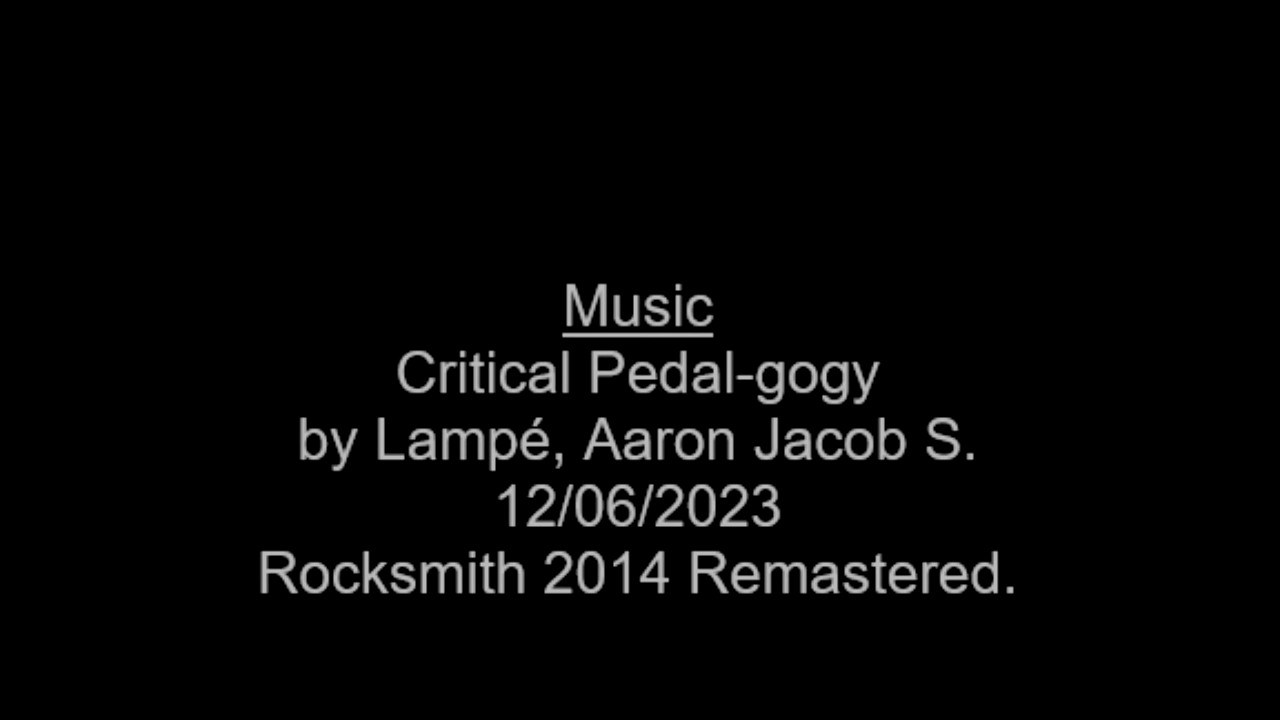 Music
Critical Pedal-gogy
by Lampé, Aaron Jacob S.
12/06/2023
Rocksmith 2014 Remastered.